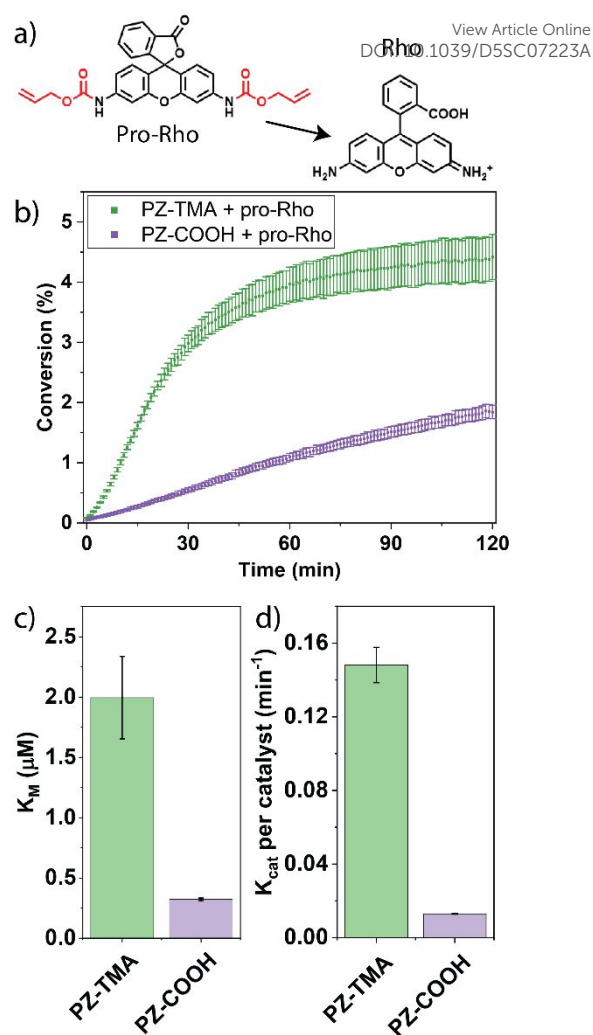 a)
View Article Online
DOI: 10.1039/D5SC07223A
Rho
O
O
O
O
N
H
O
N
H
O
O
Pro-Rho
COOH
H₂N
O
NH₂⁺
b)
PZ-TMA + pro-Rho
PZ-COOH + pro-Rho
Conversion (%)
5
4
3
2
1
0
0 30 60 90 120
Time (min)
c)
K_M (μM)
2.5
2.0
1.5
1.0
0.5
0.0
PZ-TMA PZ-COOH
d)
K_cat per catalyst (min⁻¹)
0.16
0.12
0.08
0.04
0.00
PZ-TMA PZ-COOH